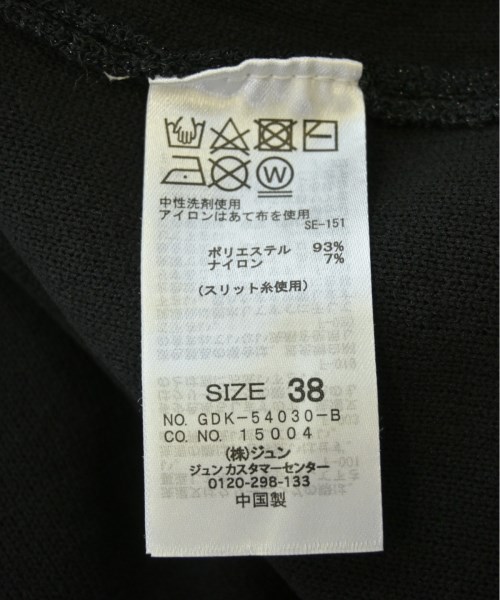 W
中性洗剤使用
アイロンはあて布を使用
SE-151
ポリエステル 93%
ナイロン 7%
(スリット糸使用)
SIZE 38
NO. GDK-54030-B
CO. NO. 15004
(株)ジュン
ジュンカスタマーセンター
0120-298-133
中国製